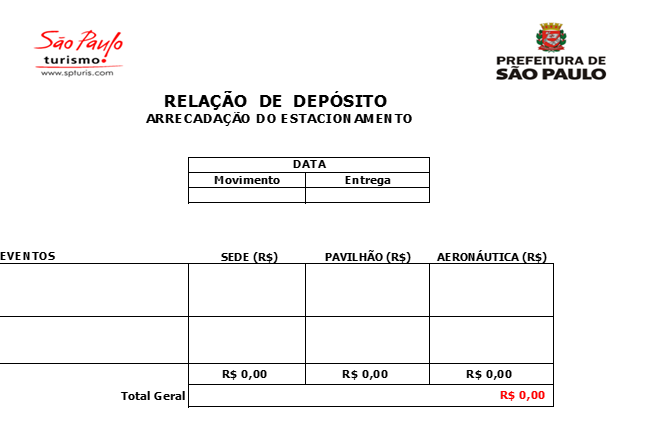 São Paulo
turismo.
www.spturis.com
PREFEITURA DE
SÃO PAULO
RELAÇÃO DE DEPÓSITO
ARRECADAÇÃO DO ESTACIONAMENTO
DATA
Movimento Entrega
EVENTOS SEDE (R$) PAVILHÃO (R$) AERONÁUTICA (R$)
R$ 0,00 R$ 0,00 R$ 0,00
Total Geral R$ 0,00